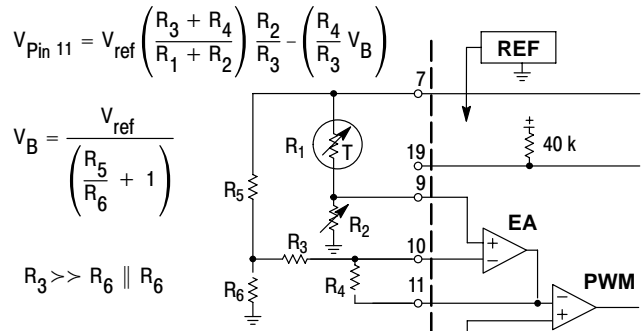 V_Pin 11 = V_ref ( (R_3 + R_4) / (R_1 + R_2) ) R_2 / R_3 – ( R_4 / R_3 V_B )
V_B = V_ref / ( R_5 / R_6 + 1 )
R_3 >> R_6 ∥ R_6
REF
7
R_1
T
40 k
19
R_5
9
R_2
EA
+
–
R_3
10
R_6
R_4
11
PWM
–
+
+